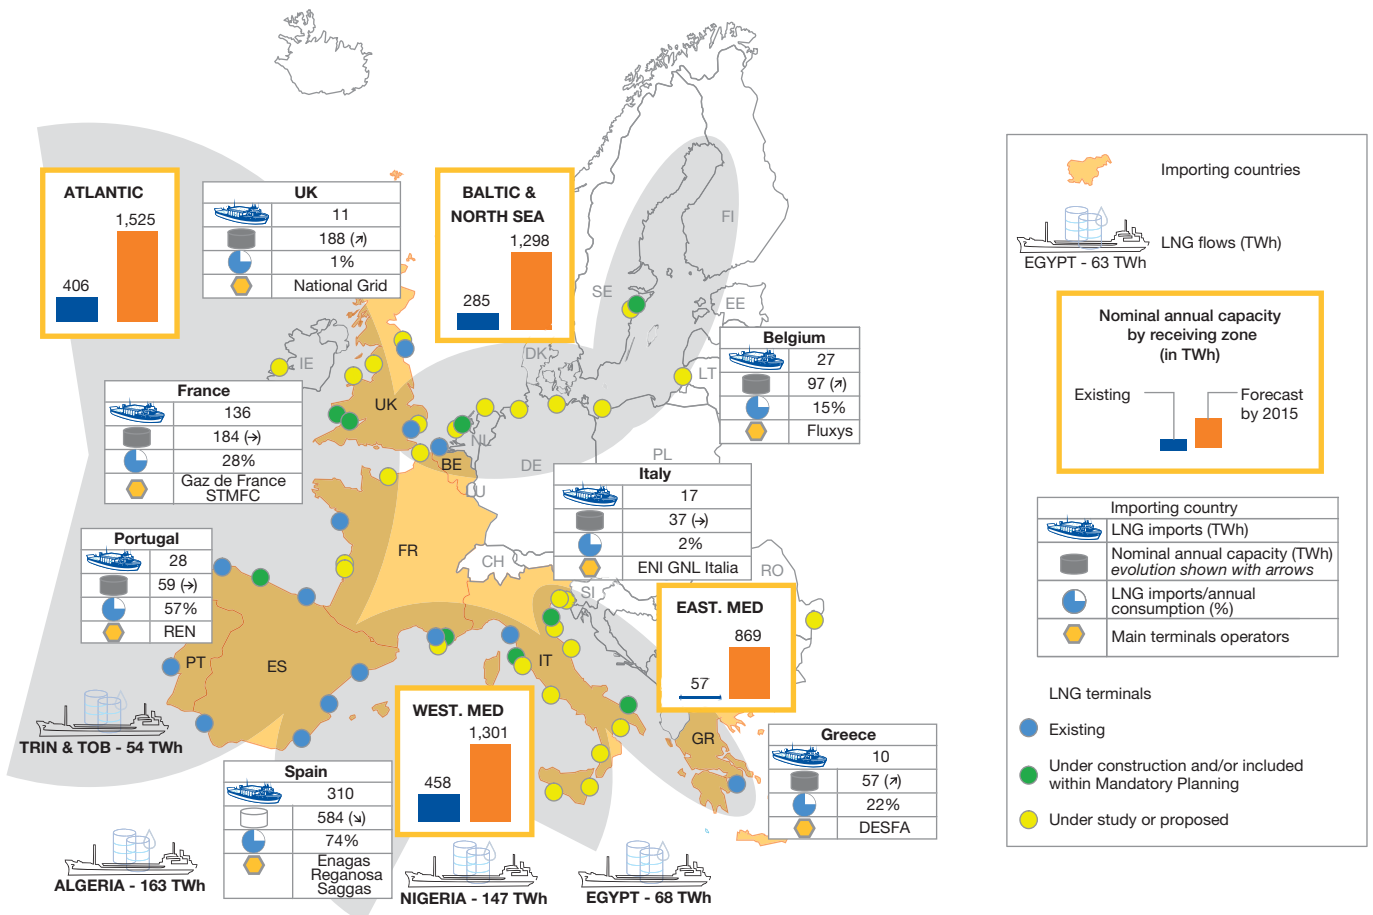 ATLANTIC
1,525
406
UK
11
188 (↗)
1%
National Grid
BALTIC &
NORTH SEA
1,298
285
FI
SE
EE
DK
LT
IE
UK
NL
BE
DE
PL
LU
FR
CH
SI
RO
PT
ES
IT
GR
Belgium
27
97 (↗)
15%
Fluxys
France
136
184 (→)
28%
Gaz de France
STMFC
Italy
17
37 (→)
2%
ENI GNL Italia
Portugal
28
59 (→)
57%
REN
EAST. MED
869
57
WEST. MED
1,301
458
Greece
10
57 (↗)
22%
DESFA
Spain
310
584 (↘)
74%
Enagas
Reganosa
Saggas
TRIN & TOB - 54 TWh
ALGERIA - 163 TWh
NIGERIA - 147 TWh
EGYPT - 68 TWh
Importing countries
LNG flows (TWh)
EGYPT - 63 TWh
Nominal annual capacity
by receiving zone
(in TWh)
Existing
Forecast
by 2015
Importing country
LNG imports (TWh)
Nominal annual capacity (TWh)
evolution shown with arrows
LNG imports/annual
consumption (%)
Main terminals operators
LNG terminals
Existing
Under construction and/or included
within Mandatory Planning
Under study or proposed